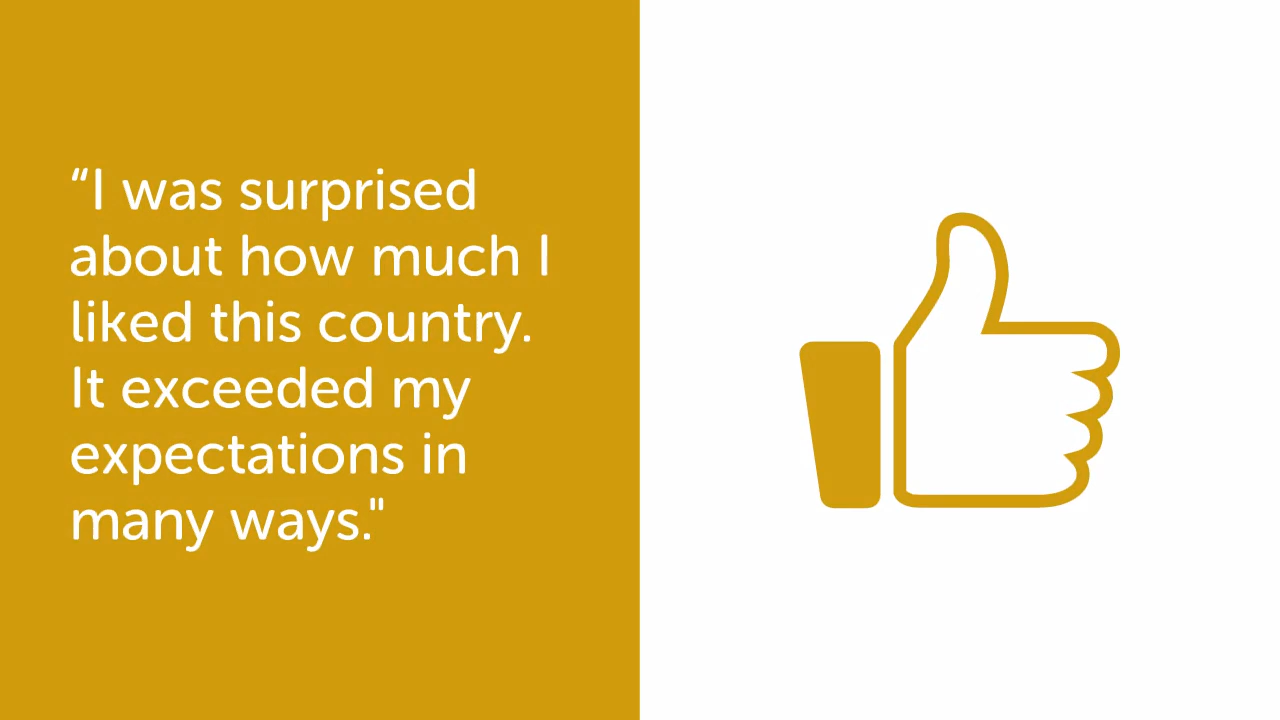 “I was surprised
about how much I
liked this country.
It exceeded my
expectations in
many ways."